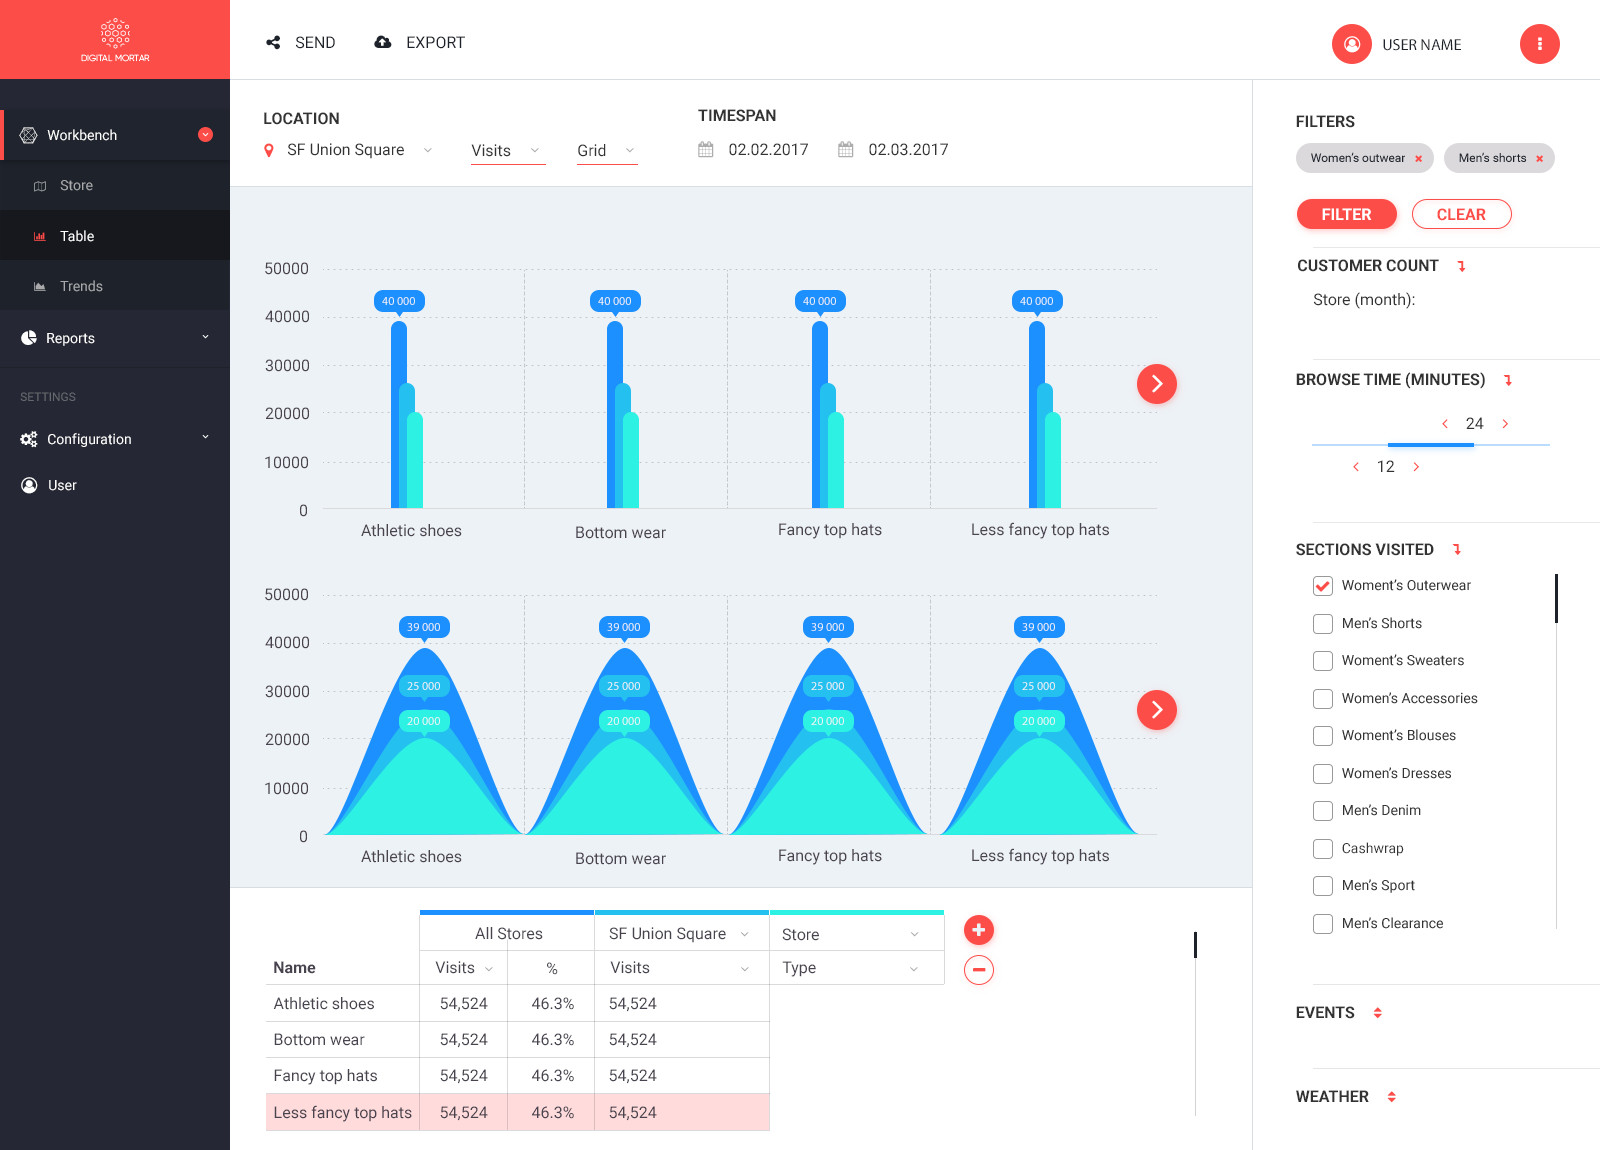 DIGITAL MORTAR
SEND EXPORT
USER NAME
Workbench
Store
Table
Trends
Reports
SETTINGS
Configuration
User
LOCATION
SF Union Square Visits Grid
TIMESPAN
02.02.2017 02.03.2017
50000
40000
30000
20000
10000
0
40 000 40 000 40 000 40 000
Athletic shoes Bottom wear Fancy top hats Less fancy top hats
50000
40000
30000
20000
10000
0
39 000 39 000 39 000 39 000
25 000 25 000 25 000 25 000
20 000 20 000 20 000 20 000
Athletic shoes Bottom wear Fancy top hats Less fancy top hats
All Stores SF Union Square Store
Name Visits % Visits Type
Athletic shoes 54,524 46.3% 54,524
Bottom wear 54,524 46.3% 54,524
Fancy top hats 54,524 46.3% 54,524
Less fancy top hats 54,524 46.3% 54,524
FILTERS
Women's outwear Men's shorts
FILTER CLEAR
CUSTOMER COUNT
Store (month):
BROWSE TIME (MINUTES)
24
12
SECTIONS VISITED
Woment's Outerwear
Men's Shorts
Women's Sweaters
Women's Accessories
Women's Blouses
Women's Dresses
Men's Denim
Cashwrap
Men's Sport
Men's Clearance
EVENTS
WEATHER